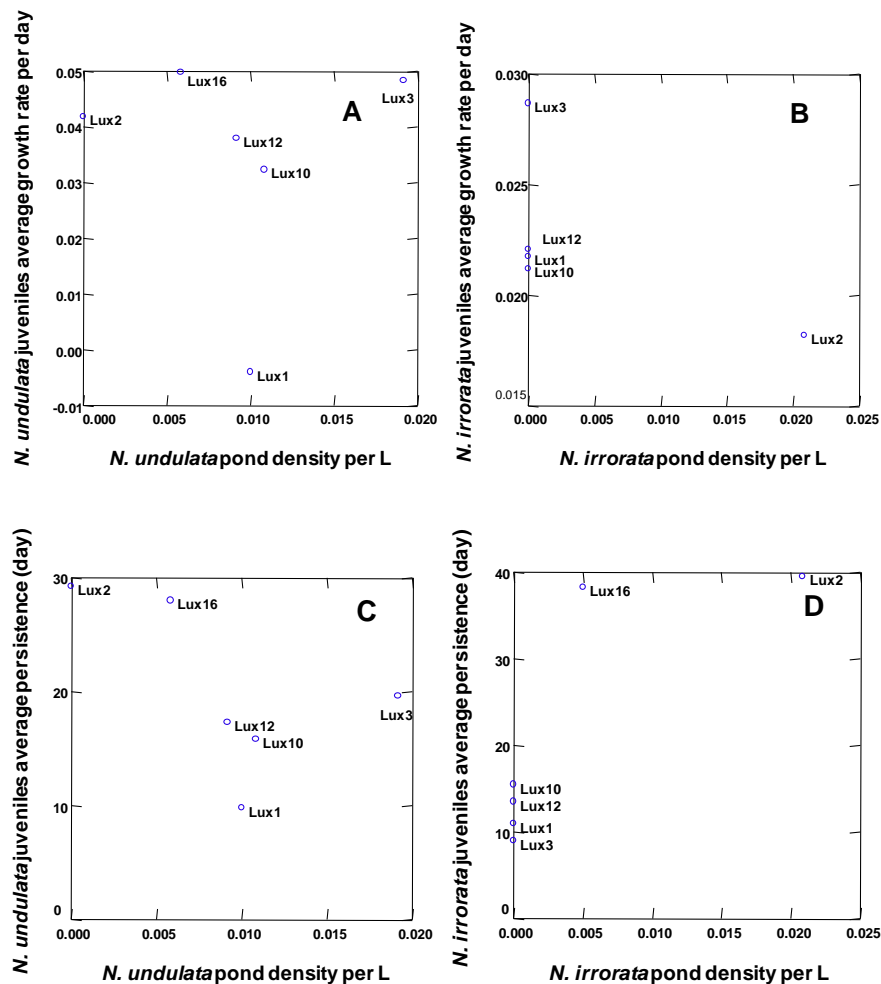 N. undulata juveniles average growth rate per day
0.05
0.04
0.03
0.02
0.01
0.00
-0.01
A
Lux16
Lux3
Lux2
Lux12
Lux10
Lux1
0.000 0.005 0.010 0.015 0.020
N. undulata pond density per L
N. irrorata juveniles average growth rate per day
0.030
0.025
0.020
0.015
B
Lux3
Lux12
Lux1
Lux10
Lux2
0.000 0.005 0.010 0.015 0.020 0.025
N. irrorata pond density per L
N. undulata juveniles average persistence (day)
30
20
10
0
C
Lux2
Lux16
Lux3
Lux12
Lux10
Lux1
0.000 0.005 0.010 0.015 0.020
N. undulata pond density per L
N. irrorata juveniles average persistence (day)
40
30
20
10
0
D
Lux2
Lux16
Lux10
Lux12
Lux1
Lux3
0.000 0.005 0.010 0.015 0.020 0.025
N. irrorata pond density per L